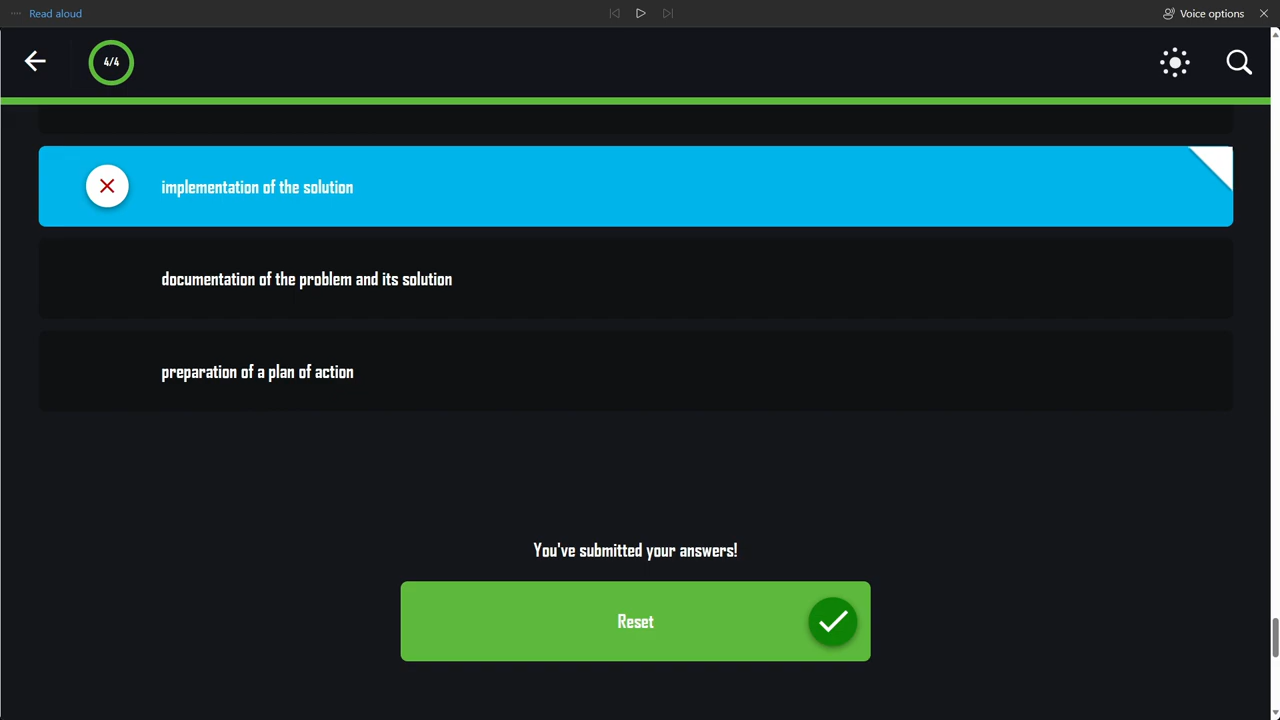 Read aloud
Voice options
4/4
implementation of the solution
documentation of the problem and its solution
preparation of a plan of action
You've submitted your answers!
Reset